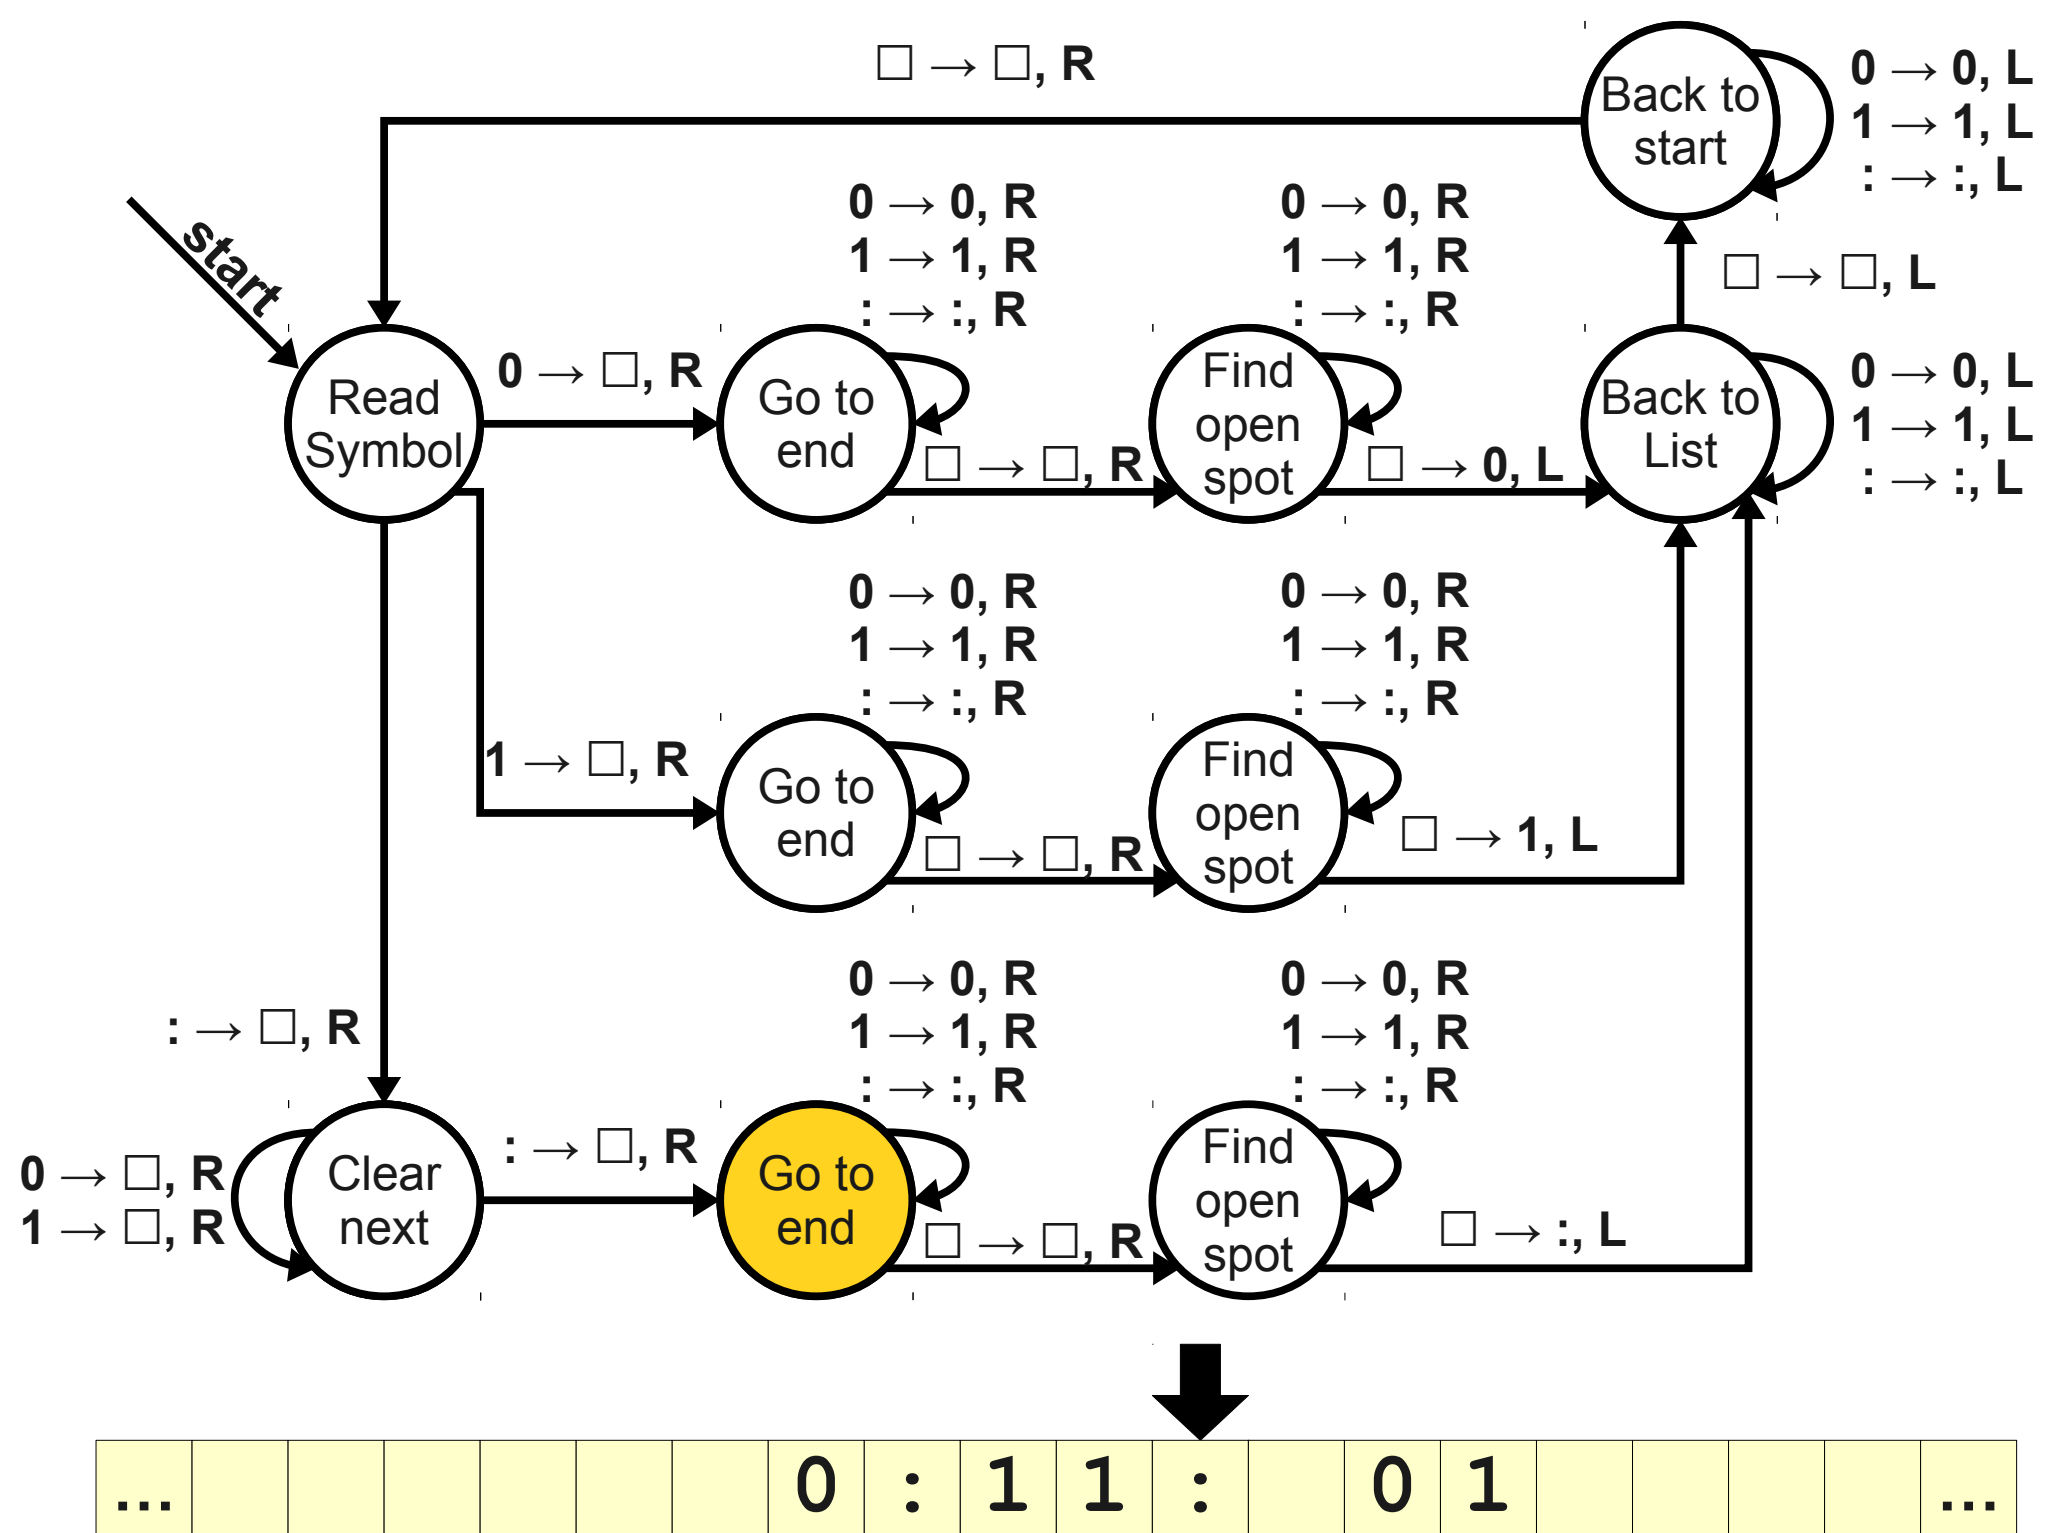 □ → □, R
Back to
start
0 → 0, L
1 → 1, L
: → :, L
start
0 → 0, R
1 → 1, R
: → :, R
0 → 0, R
1 → 1, R
: → :, R
□ → □, L
Read
Symbol
0 → □, R
Go to
end
□ → □, R
Find
open
spot
□ → 0, L
Back to
List
0 → 0, L
1 → 1, L
: → :, L
0 → 0, R
1 → 1, R
: → :, R
0 → 0, R
1 → 1, R
: → :, R
1 → □, R
Go to
end
□ → □, R
Find
open
spot
□ → 1, L
0 → 0, R
1 → 1, R
: → :, R
0 → 0, R
1 → 1, R
: → :, R
: → □, R
0 → □, R
1 → □, R
Clear
next
: → □, R
Go to
end
□ → □, R
Find
open
spot
□ → :, L
... 0 : 1 1 : 0 1 ...